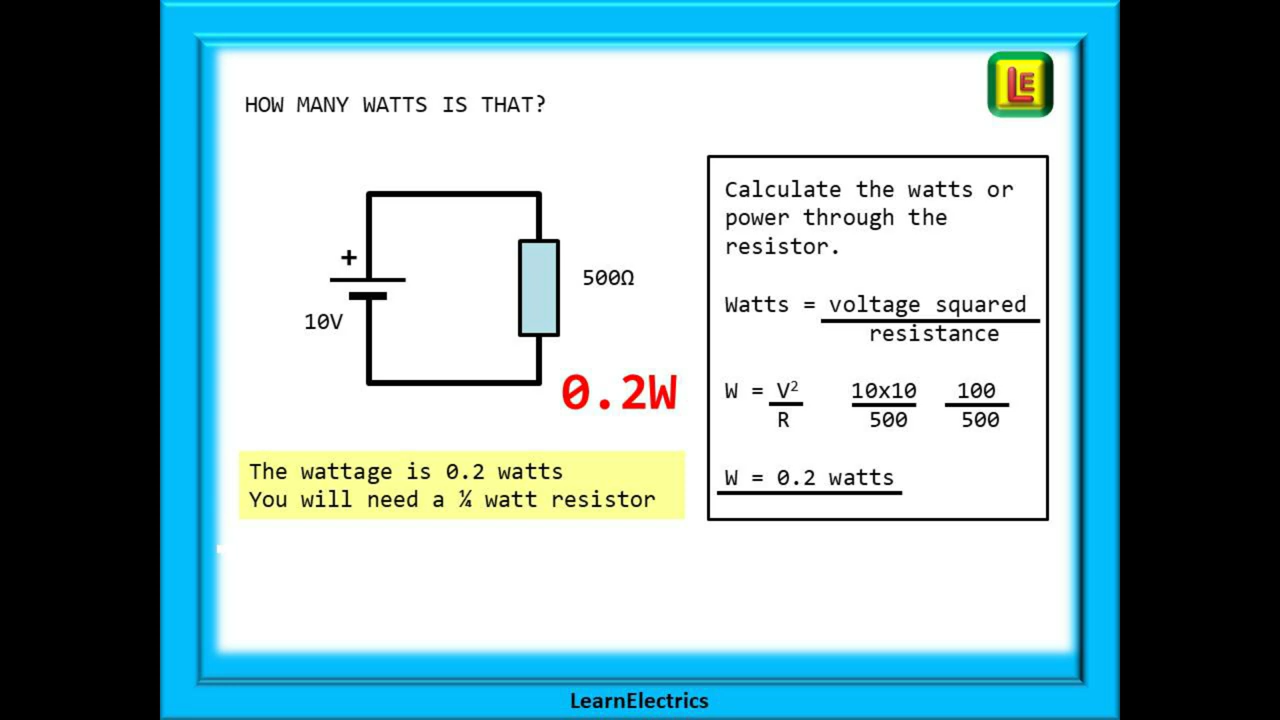 LE
HOW MANY WATTS IS THAT?
+
10V
500Ω
0.2W
The wattage is 0.2 watts
You will need a ¼ watt resistor
Calculate the watts or
power through the
resistor.
Watts = voltage squared
resistance
W = V² 10x10 100
R 500 500
W = 0.2 watts
LearnElectrics